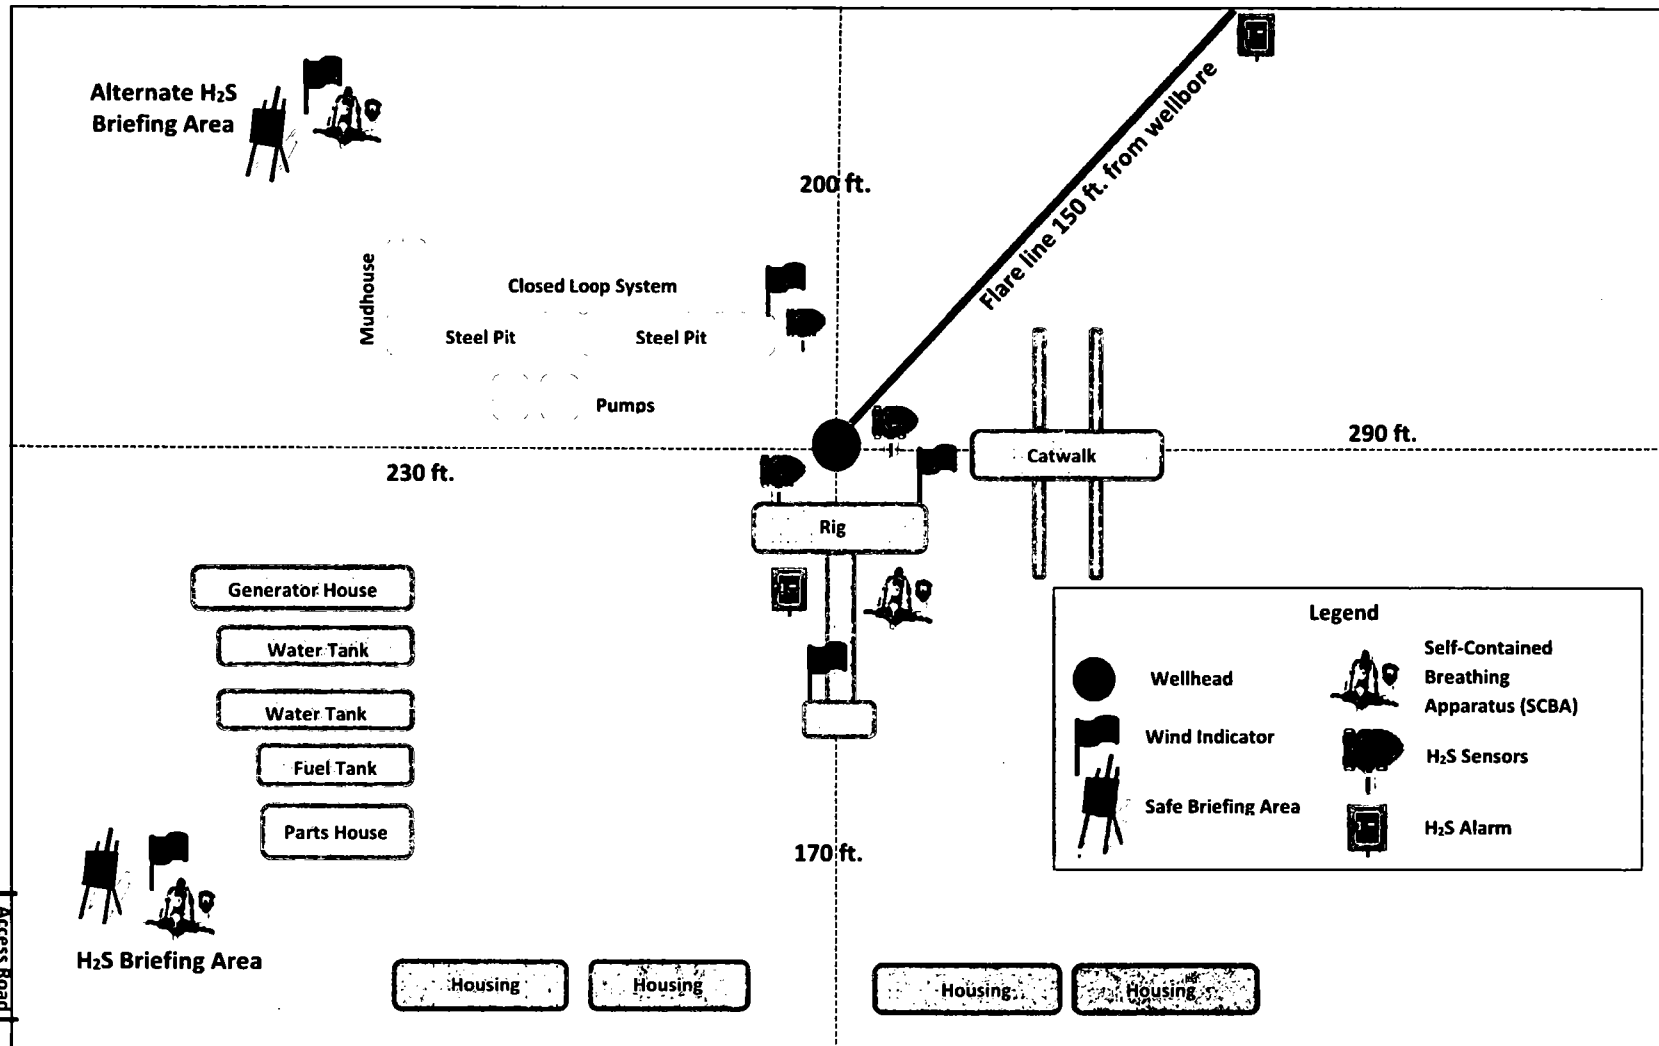 Alternate H₂S
Briefing Area
200 ft.
Flare line 150 ft. from wellbore
Mudhouse
Closed Loop System
Steel Pit
Steel Pit
Pumps
230 ft.
290 ft.
Catwalk
Rig
Generator House
Water Tank
Water Tank
Fuel Tank
Parts House
170 ft.
Legend
Wellhead
Wind Indicator
Safe Briefing Area
Self-Contained
Breathing
Apparatus (SCBA)
H₂S Sensors
H₂S Alarm
Access Road
H₂S Briefing Area
Housing
Housing
Housing
Housing